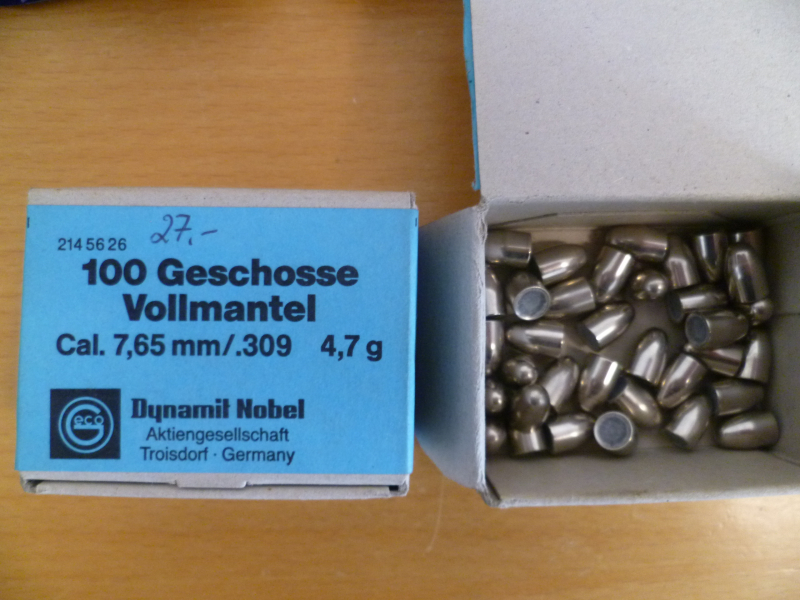 214 56 26 27.-
100 Geschosse
Vollmantel
Cal. 7,65 mm/.309 4,7 g
Geco
Dynamit Nobel
Aktiengesellschaft
Troisdorf · Germany